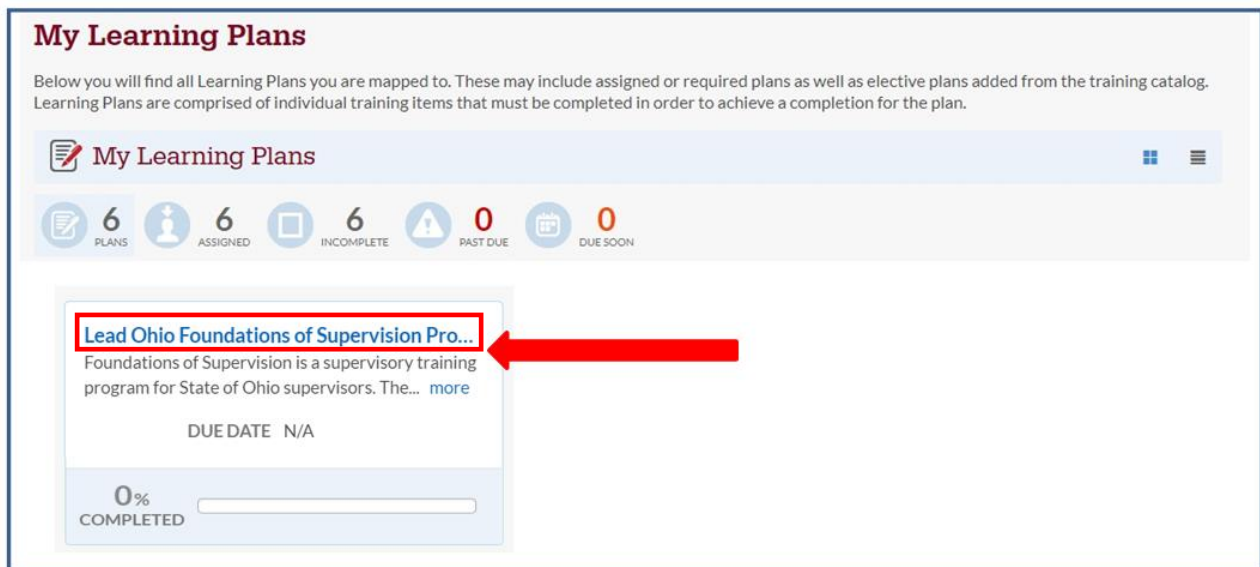 My Learning Plans
Below you will find all Learning Plans you are mapped to. These may include assigned or required plans as well as elective plans added from the training catalog.
Learning Plans are comprised of individual training items that must be completed in order to achieve a completion for the plan.
My Learning Plans
6 PLANS
6 ASSIGNED
6 INCOMPLETE
0 PAST DUE
0 DUE SOON
Lead Ohio Foundations of Supervision Pro...
Foundations of Supervision is a supervisory training
program for State of Ohio supervisors. The... more
DUE DATE N/A
0%
COMPLETED